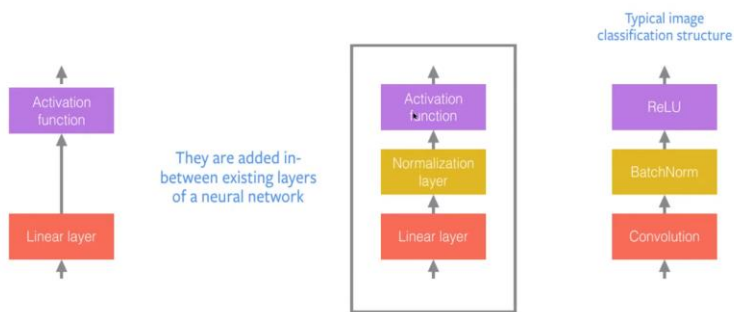 Typical image
classification structure
Activation
function
They are added in-
between existing layers
of a neural network
Linear layer
Activation
function
Normalization
layer
Linear layer
ReLU
BatchNorm
Convolution